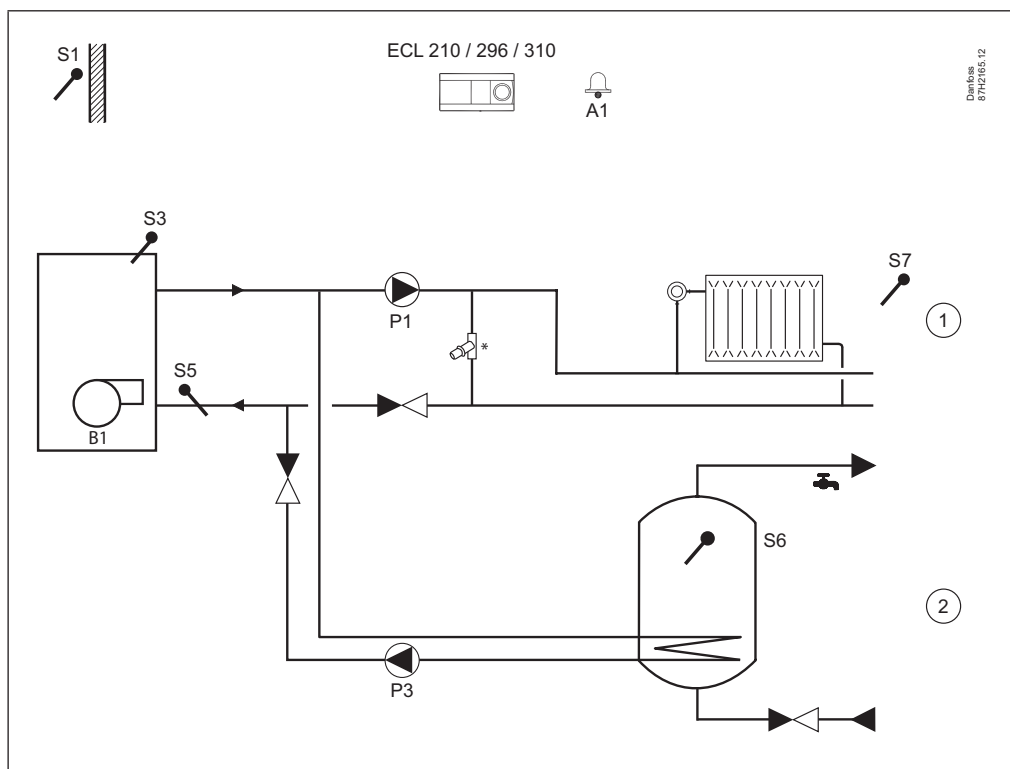 S1
ECL 210 / 296 / 310
A1
Danfoss
87H2165.12
S3
S7
P1
*
1
S5
B1
S6
2
P3